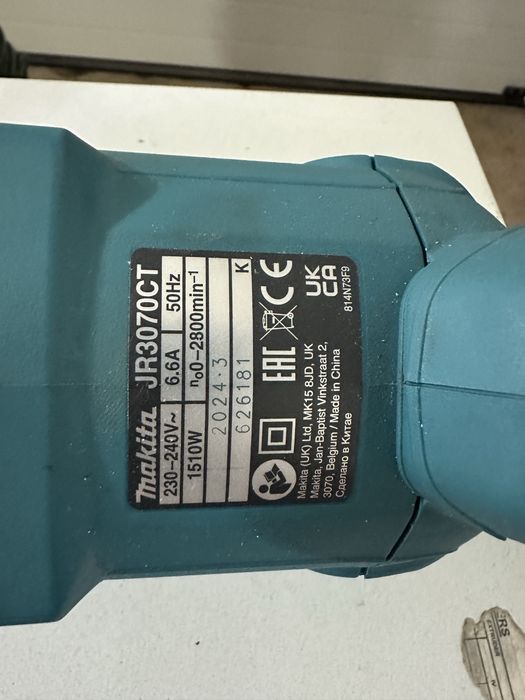 makita JR3070CT
230-240V~ 6.6A 50Hz
1510W n₀0-2800min⁻¹
2024.3
626181 K
EAC CE
UK
CA
Makita (UK) Ltd, MK15 8JD, UK
Makita, Jan-Baptist Vinkstraat 2,
3070, Belgium / Made in China
Сделано в Китае
814N73F9
RS